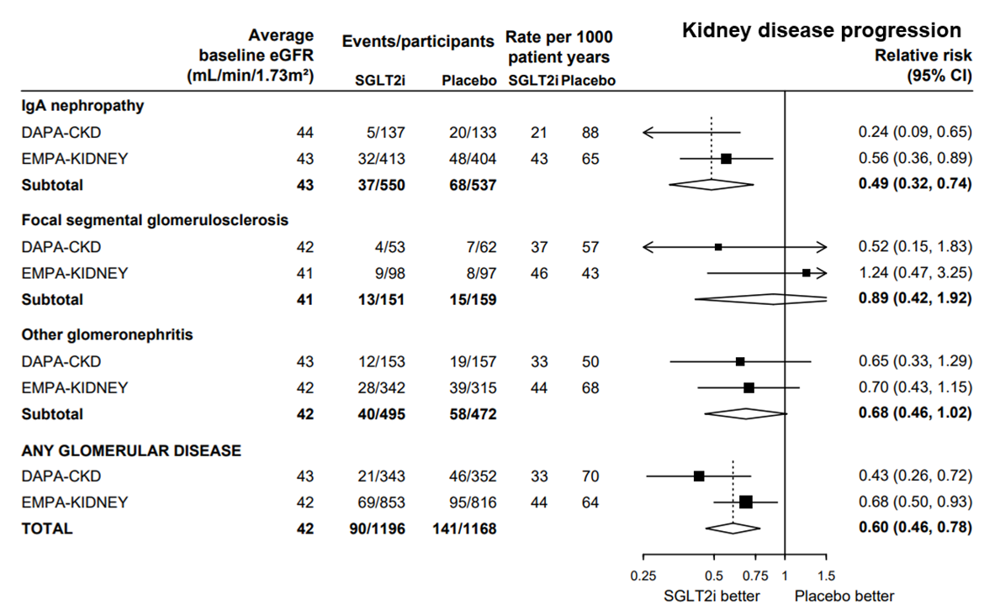 Kidney disease progression
Average baseline eGFR (mL/min/1.73m²) Events/participants Rate per 1000 patient years Relative risk (95% CI)
SGLT2i Placebo SGLT2i Placebo
IgA nephropathy
DAPA-CKD 44 5/137 20/133 21 88 0.24 (0.09, 0.65)
EMPA-KIDNEY 43 32/413 48/404 43 65 0.56 (0.36, 0.89)
Subtotal 43 37/550 68/537 0.49 (0.32, 0.74)
Focal segmental glomerulosclerosis
DAPA-CKD 42 4/53 7/62 37 57 0.52 (0.15, 1.83)
EMPA-KIDNEY 41 9/98 8/97 46 43 1.24 (0.47, 3.25)
Subtotal 41 13/151 15/159 0.89 (0.42, 1.92)
Other glomeronephritis
DAPA-CKD 43 12/153 19/157 33 50 0.65 (0.33, 1.29)
EMPA-KIDNEY 42 28/342 39/315 44 68 0.70 (0.43, 1.15)
Subtotal 42 40/495 58/472 0.68 (0.46, 1.02)
ANY GLOMERULAR DISEASE
DAPA-CKD 43 21/343 46/352 33 70 0.43 (0.26, 0.72)
EMPA-KIDNEY 42 69/853 95/816 44 64 0.68 (0.50, 0.93)
TOTAL 42 90/1196 141/1168 0.60 (0.46, 0.78)
0.25 0.5 0.75 1 1.5
SGLT2i better Placebo better